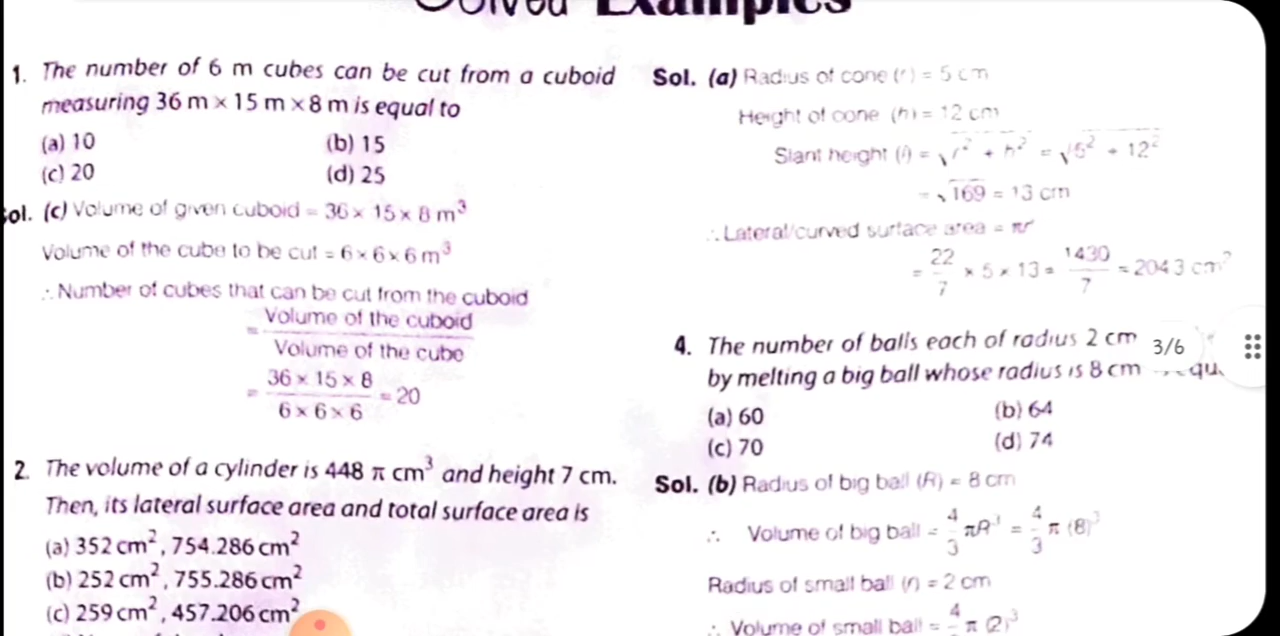 Solved Examples
1. The number of 6 m cubes can be cut from a cuboid
measuring 36 m × 15 m × 8 m is equal to
(a) 10 (b) 15
(c) 20 (d) 25
Sol. (c) Volume of given cuboid = 36 × 15 × 8 m³
Volume of the cube to be cut = 6 × 6 × 6 m³
∴ Number of cubes that can be cut from the cuboid
= Volume of the cuboid / Volume of the cube
= 36 × 15 × 8 / 6 × 6 × 6 = 20
2. The volume of a cylinder is 448 π cm³ and height 7 cm.
Then, its lateral surface area and total surface area is
(a) 352 cm², 754.286 cm²
(b) 252 cm², 755.286 cm²
(c) 259 cm², 457.206 cm²
Sol. (a) Radius of cone (r) = 5 cm
Height of cone (h) = 12 cm
Slant height (l) = √r² + h² = √5² + 12²
= √169 = 13 cm
∴ Lateral/curved surface area = πrl
= 22/7 × 5 × 13 = 1430/7 = 204.3 cm²
4. The number of balls each of radius 2 cm
3/6
by melting a big ball whose radius is 8 cm
(a) 60 (b) 64
(c) 70 (d) 74
Sol. (b) Radius of big ball (R) = 8 cm
∴ Volume of big ball = 4/3 πR³ = 4/3 π (8)³
Radius of small ball (r) = 2 cm
∴ Volume of small ball = 4 π (2)³